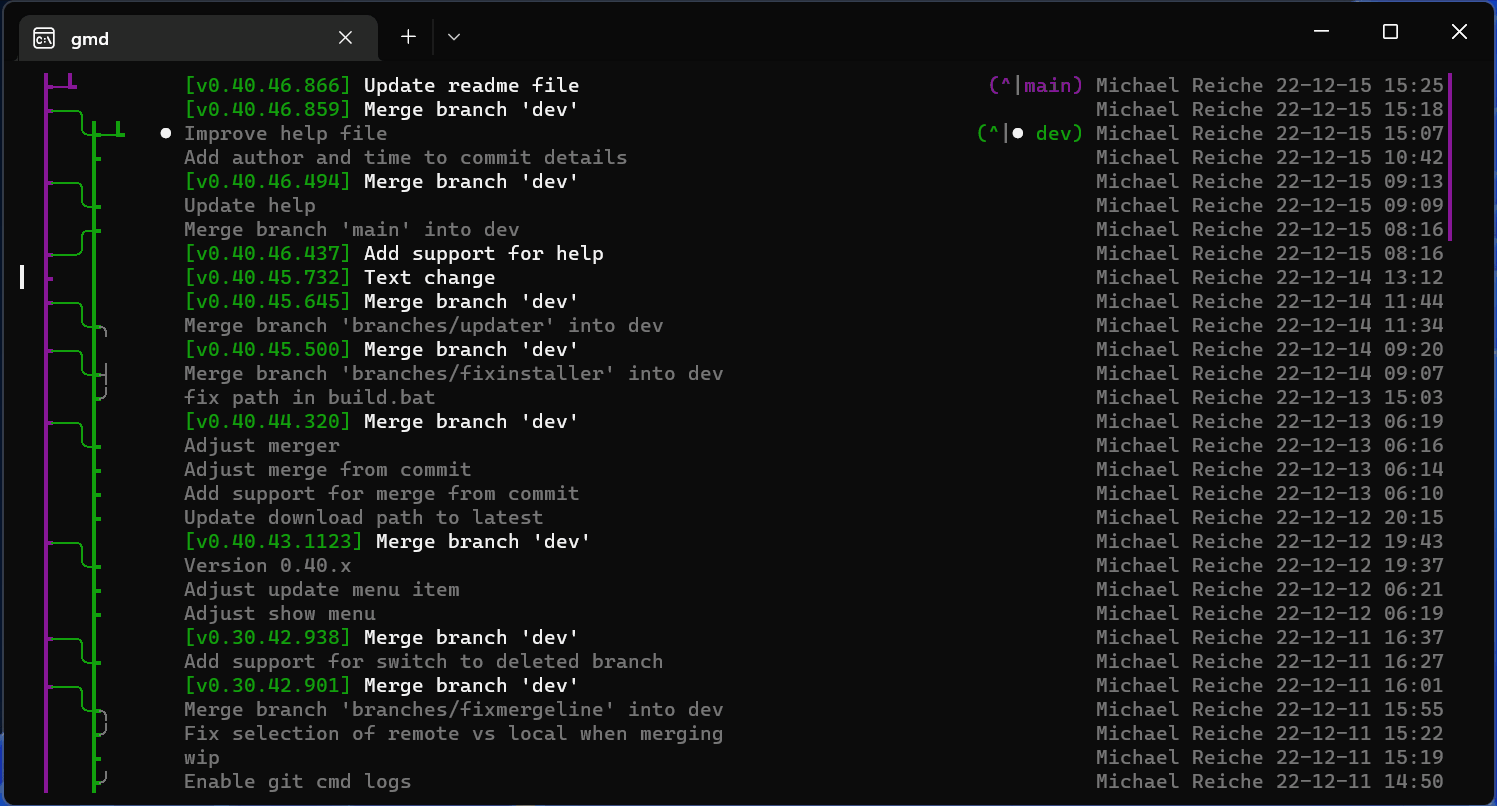 gmd
[v0.40.46.866] Update readme file (^|main) Michael Reiche 22-12-15 15:25
[v0.40.46.859] Merge branch 'dev' Michael Reiche 22-12-15 15:18
● Improve help file (^|● dev) Michael Reiche 22-12-15 15:07
Add author and time to commit details Michael Reiche 22-12-15 10:42
[v0.40.46.494] Merge branch 'dev' Michael Reiche 22-12-15 09:13
Update help Michael Reiche 22-12-15 09:09
Merge branch 'main' into dev Michael Reiche 22-12-15 08:16
[v0.40.46.437] Add support for help Michael Reiche 22-12-15 08:16
[v0.40.45.732] Text change Michael Reiche 22-12-14 13:12
[v0.40.45.645] Merge branch 'dev' Michael Reiche 22-12-14 11:44
Merge branch 'branches/updater' into dev Michael Reiche 22-12-14 11:34
[v0.40.45.500] Merge branch 'dev' Michael Reiche 22-12-14 09:20
Merge branch 'branches/fixinstaller' into dev Michael Reiche 22-12-14 09:07
fix path in build.bat Michael Reiche 22-12-13 15:03
[v0.40.44.320] Merge branch 'dev' Michael Reiche 22-12-13 06:19
Adjust merger Michael Reiche 22-12-13 06:16
Adjust merge from commit Michael Reiche 22-12-13 06:14
Add support for merge from commit Michael Reiche 22-12-13 06:10
Update download path to latest Michael Reiche 22-12-12 20:15
[v0.40.43.1123] Merge branch 'dev' Michael Reiche 22-12-12 19:43
Version 0.40.x Michael Reiche 22-12-12 19:37
Adjust update menu item Michael Reiche 22-12-12 06:21
Adjust show menu Michael Reiche 22-12-12 06:19
[v0.30.42.938] Merge branch 'dev' Michael Reiche 22-12-11 16:37
Add support for switch to deleted branch Michael Reiche 22-12-11 16:27
[v0.30.42.901] Merge branch 'dev' Michael Reiche 22-12-11 16:01
Merge branch 'branches/fixmergeline' into dev Michael Reiche 22-12-11 15:55
Fix selection of remote vs local when merging Michael Reiche 22-12-11 15:22
wip Michael Reiche 22-12-11 15:19
Enable git cmd logs Michael Reiche 22-12-11 14:50